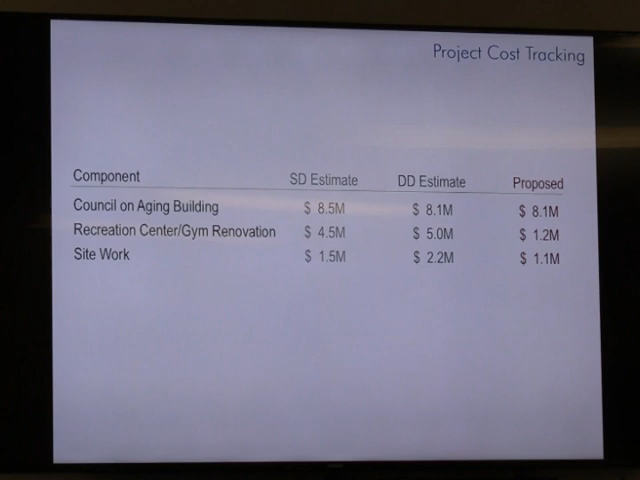 Project Cost Tracking
Component SD Estimate DD Estimate Proposed
Council on Aging Building $ 8.5M $ 8.1M $ 8.1M
Recreation Center/Gym Renovation $ 4.5M $ 5.0M $ 1.2M
Site Work $ 1.5M $ 2.2M $ 1.1M